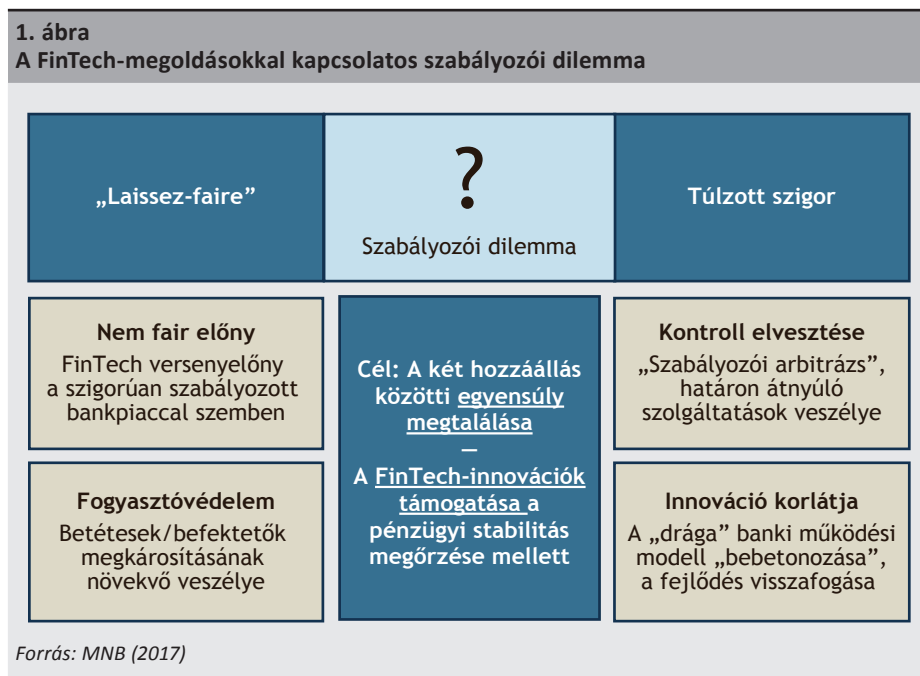 1. ábra
A FinTech-megoldásokkal kapcsolatos szabályozói dilemma
„Laissez-faire”
?
Szabályozói dilemma
Túlzott szigor
Nem fair előny
FinTech versenyelőny
a szigorúan szabályozott
bankpiaccal szemben
Fogyasztóvédelem
Betétesek/befektetők
megkárosításának
növekvő veszélye
Cél: A két hozzáállás
közötti egyensúly
megtalálása
—
A FinTech-innovációk
támogatása a
pénzügyi stabilitás
megőrzése mellett
Kontroll elvesztése
„Szabályozói arbitrázs”,
határon átnyúló
szolgáltatások veszélye
Innováció korlátja
A „drága” banki működési
modell „bebetonozása”,
a fejlődés visszafogása
Forrás: MNB (2017)